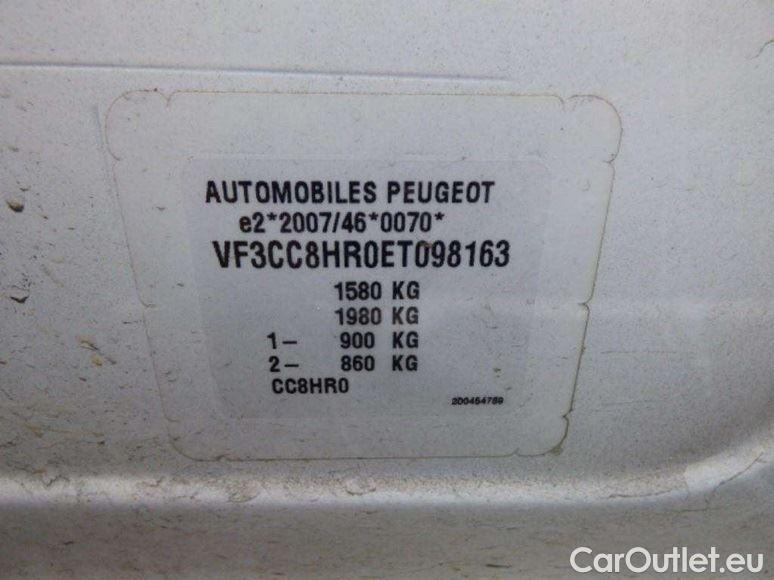 AUTOMOBILES PEUGEOT
e2*2007/46*0070*
VF3CC8HR0ET098163
1580 KG
1980 KG
1- 900 KG
2- 860 KG
CC8HR0
200454789
CarOutlet.eu